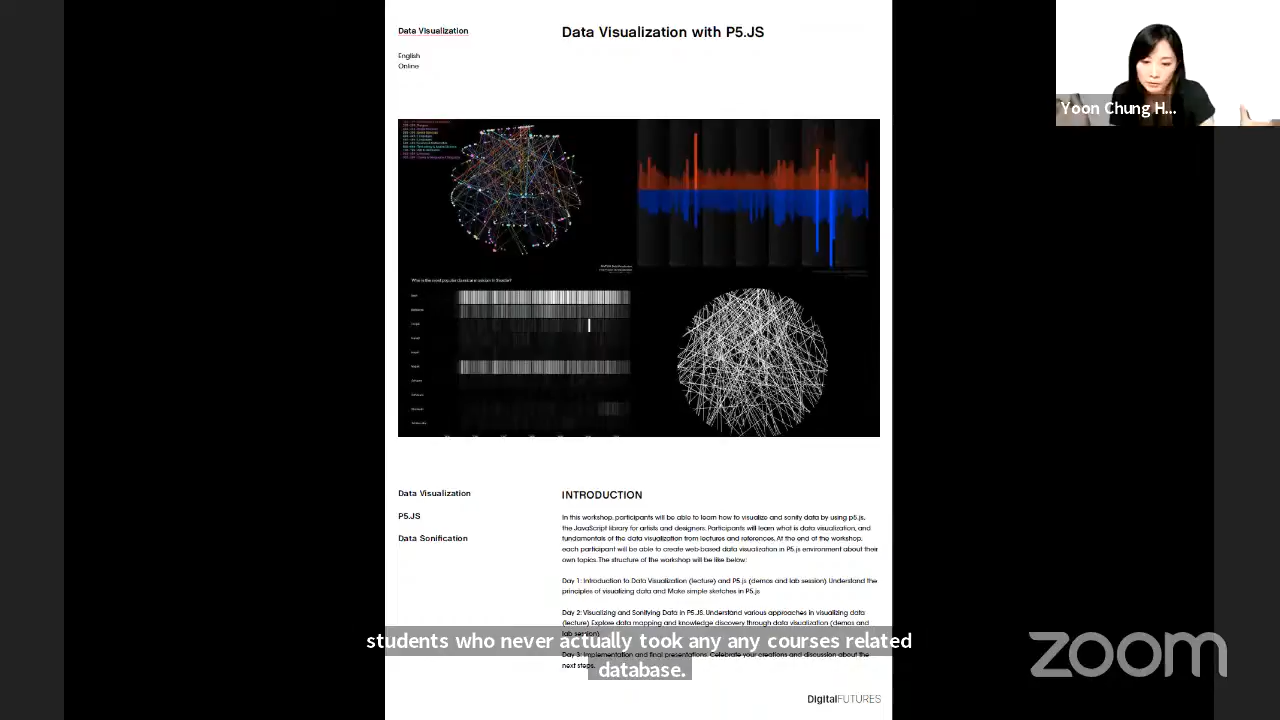 Data Visualization
English
Online
Data Visualization with P5.JS
Yoon Chung H...
Who is the most popular classical musician in Seattle?
Data Visualization
P5.JS
Data Sonification
INTRODUCTION
In this workshop, participants will be able to learn how to visualize and sonify data by using p5.js,
the JavaScript library for artists and designers. Participants will learn what is data visualization, and
fundamentals of the data visualization from lectures and references. At the end of the workshop,
each participant will be able to create web-based data visualization in P5.js environment about their
own topics. The structure of the workshop will be like below:
Day 1: Introduction to Data Visualization (lecture) and P5.js (demos and lab session) Understand the
principles of visualizing data and Make simple sketches in P5.js
Day 2: Visualizing and Sonifying Data in P5.JS. Understand various approaches in visualizing data
(lecture) Explore data mapping and knowledge discovery through data visualization (demos and
lab session)
Day 3: Implementation and final presentations. Celebrate your creations and discussion about the
next steps.
students who never actually took any any courses related
database.
DigitalFUTURES
zoom